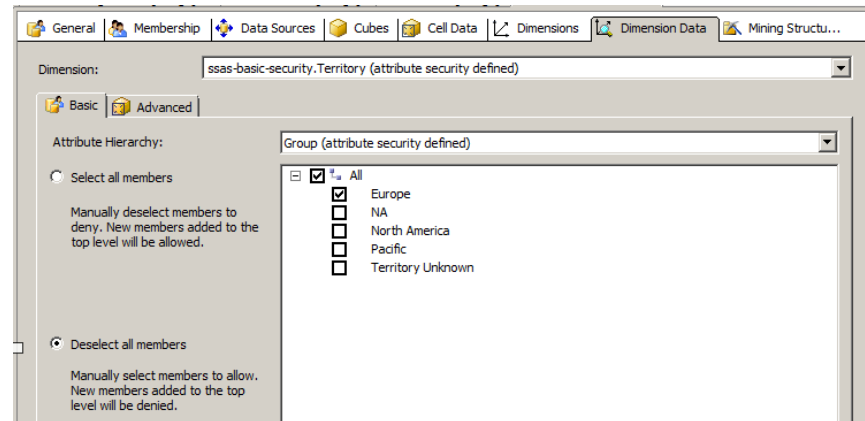 General Membership Data Sources Cubes Cell Data Dimensions Dimension Data Mining Structu...
Dimension: ssas-basic-security.Territory (attribute security defined)
Basic Advanced
Attribute Hierarchy: Group (attribute security defined)
Select all members
Manually deselect members to
deny. New members added to the
top level will be allowed.
All
Europe
NA
North America
Pacific
Territory Unknown
Deselect all members
Manually select members to allow.
New members added to the top
level will be denied.